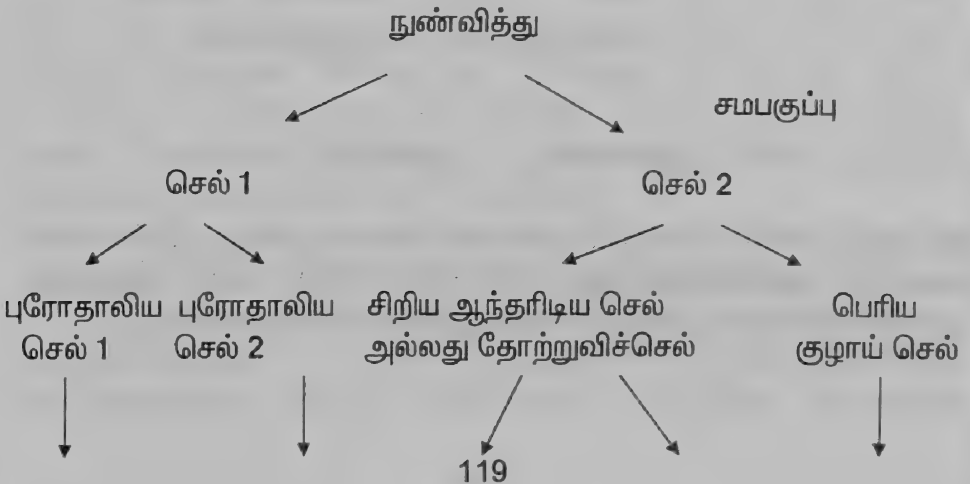 நுண்வித்து
சமபகுப்பு
செல் 1 செல் 2
புரோதாலிய புரோதாலிய சிறிய ஆந்தரிடிய செல் பெரிய
செல் 1 செல் 2 அல்லது தோற்றுவிச்செல் குழாய் செல்
119